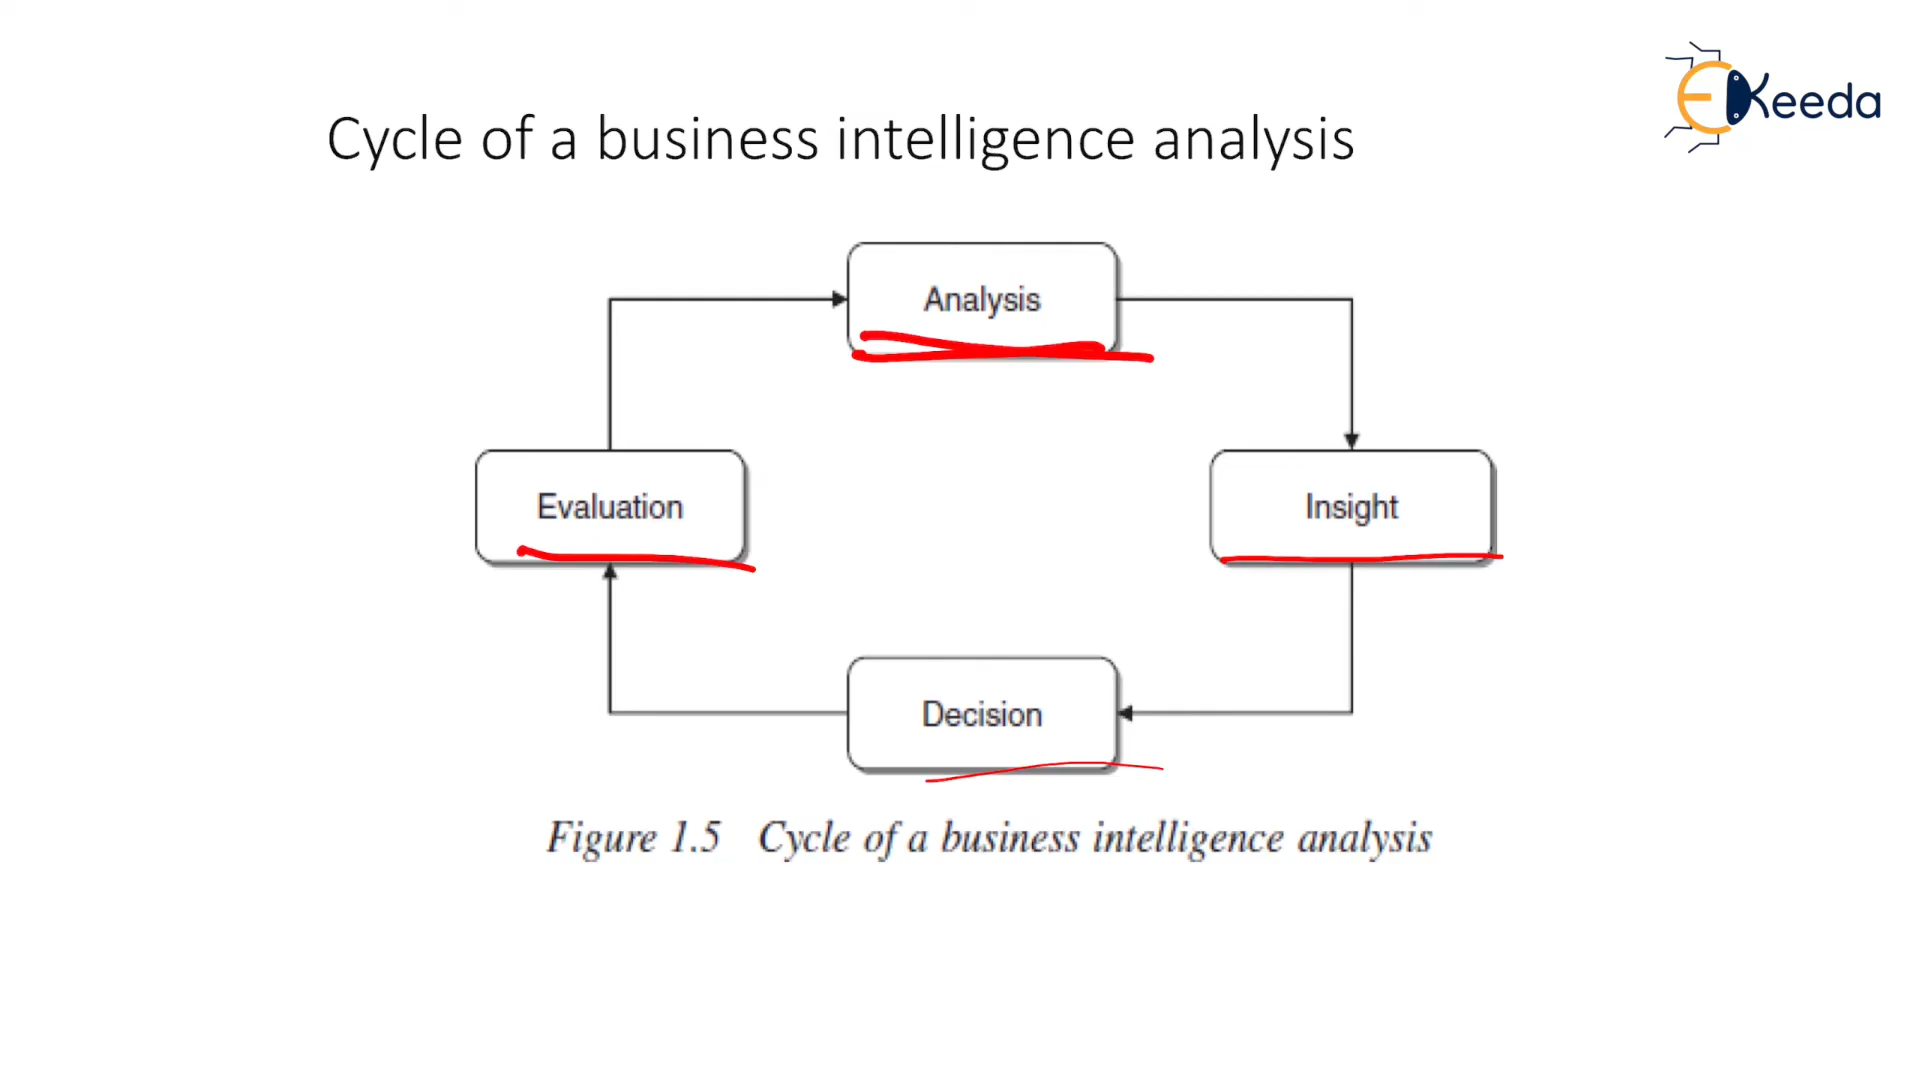 EKeeda
Cycle of a business intelligence analysis
Analysis
Evaluation
Insight
Decision
Figure 1.5 Cycle of a business intelligence analysis